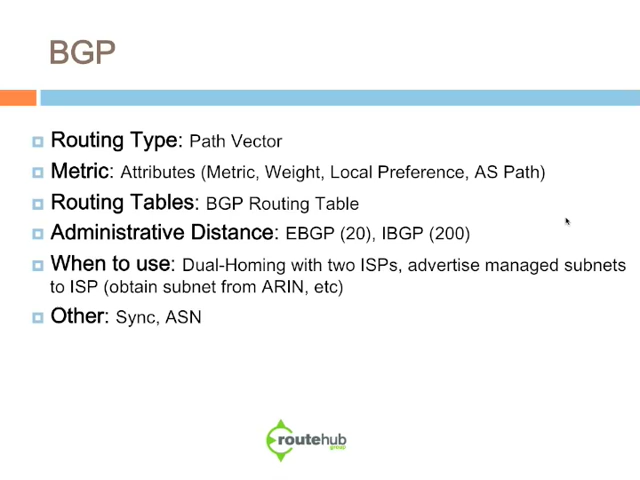 BGP
Routing Type: Path Vector
Metric: Attributes (Metric, Weight, Local Preference, AS Path)
Routing Tables: BGP Routing Table
Administrative Distance: EBGP (20), IBGP (200)
When to use: Dual-Homing with two ISPs, advertise managed subnets
to ISP (obtain subnet from ARIN, etc)
Other: Sync, ASN
routehub
group